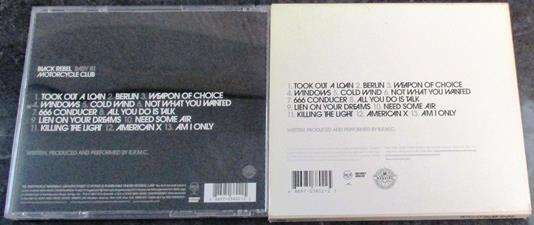 BLACK REBEL BABY 81
MOTORCYCLE CLUB
1. TOOK OUT A LOAN 2. BERLIN 3. WEAPON OF CHOICE
4. WINDOWS 5. COLD WIND 6. NOT WHAT YOU WANTED
7. 666 CONDUCER 8. ALL YOU DO IS TALK
9. LIEN ON YOUR DREAMS 10. NEED SOME AIR
11. KILLING THE LIGHT 12. AMERICAN X 13. AM I ONLY
WRITTEN, PRODUCED AND PERFORMED BY B.R.M.C.
1. TOOK OUT A LOAN 2. BERLIN 3. WEAPON OF CHOICE
4. WINDOWS 5. COLD WIND 6. NOT WHAT YOU WANTED
7. 666 CONDUCER 8. ALL YOU DO IS TALK
9. LIEN ON YOUR DREAMS 10. NEED SOME AIR
11. KILLING THE LIGHT 12. AMERICAN X 13. AM I ONLY
WRITTEN, PRODUCED AND PERFORMED BY B.R.M.C.